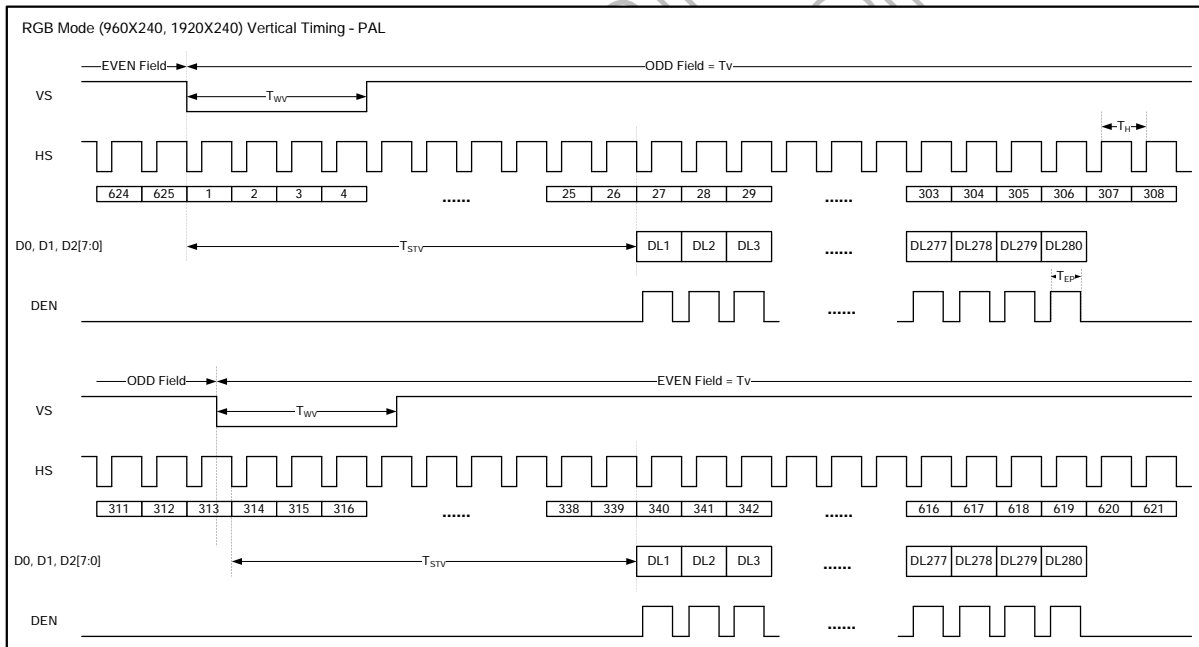 RGB Mode (960X240, 1920X240) Vertical Timing - PAL
EVEN Field
ODD Field = Tv
VS
TWV
HS
TH
624 625 1 2 3 4 ...... 25 26 27 28 29 ...... 303 304 305 306 307 308
D0, D1, D2[7:0]
TSTV
DL1 DL2 DL3 ...... DL277 DL278 DL279 DL280
TEP
DEN
......
ODD Field
EVEN Field = Tv
VS
TWV
HS
311 312 313 314 315 316 ...... 338 339 340 341 342 ...... 616 617 618 619 620 621
D0, D1, D2[7:0]
TSTV
DL1 DL2 DL3 ...... DL277 DL278 DL279 DL280
DEN
......